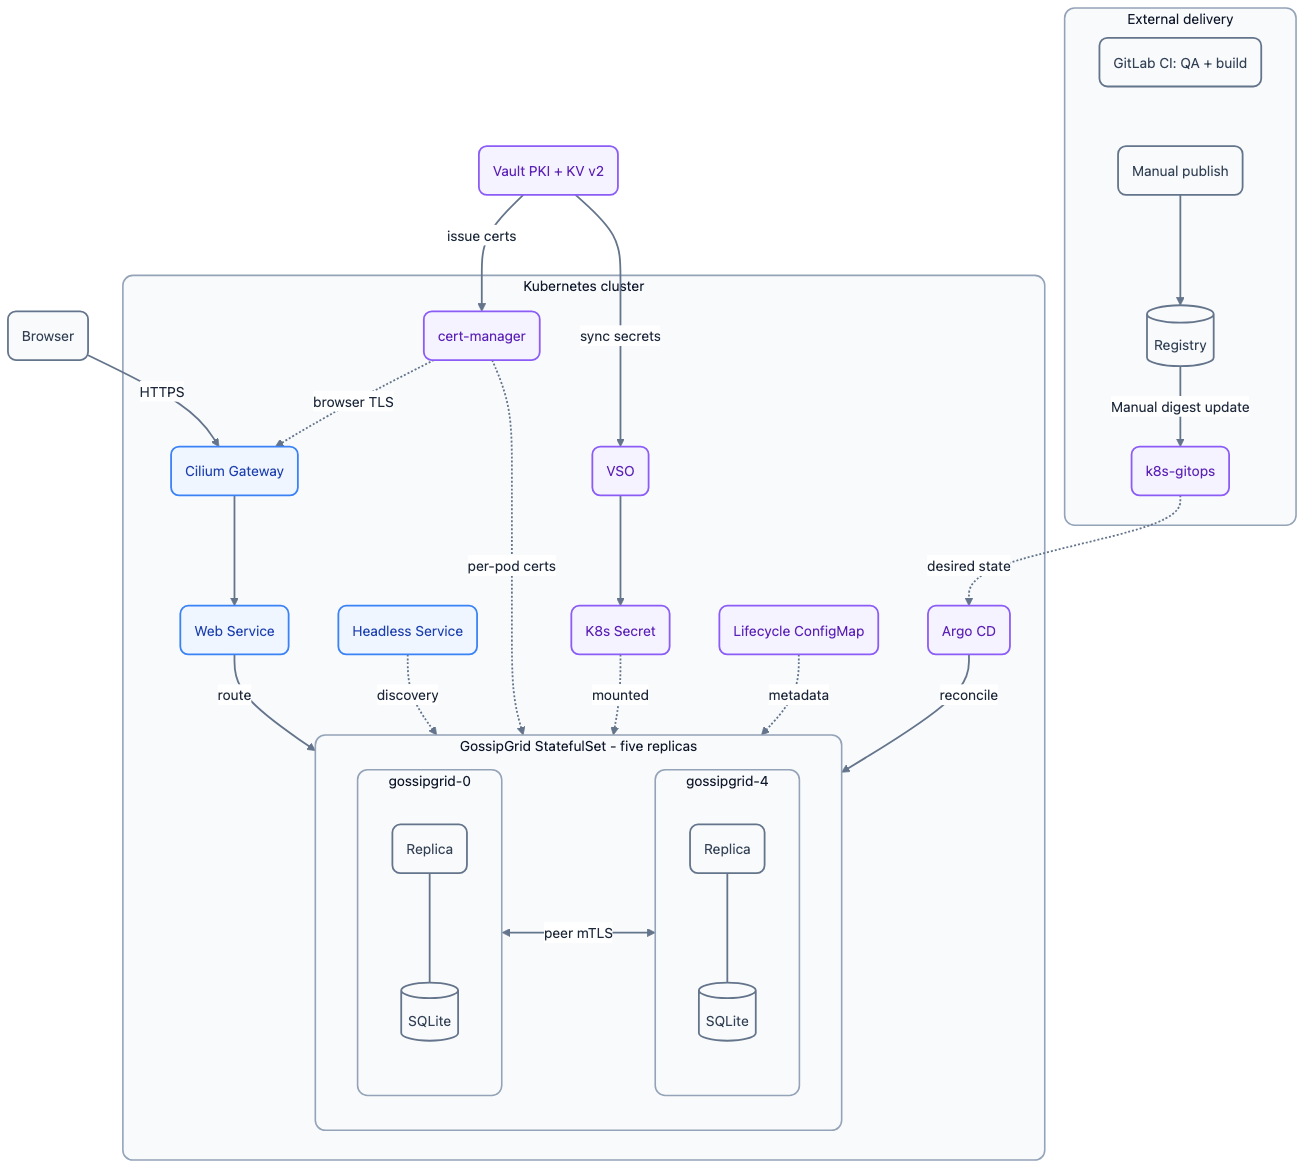 External delivery
GitLab CI: QA + build
Vault PKI + KV v2
Manual publish
issue certs
Kubernetes cluster
Browser
cert-manager
sync secrets
Registry
HTTPS
browser TLS
Manual digest update
Cilium Gateway
VSO
k8s-gitops
per-pod certs
desired state
Web Service
Headless Service
K8s Secret
Lifecycle ConfigMap
Argo CD
route
discovery
mounted
metadata
reconcile
GossipGrid StatefulSet - five replicas
gossipgrid-0
gossipgrid-4
Replica
Replica
peer mTLS
SQLite
SQLite